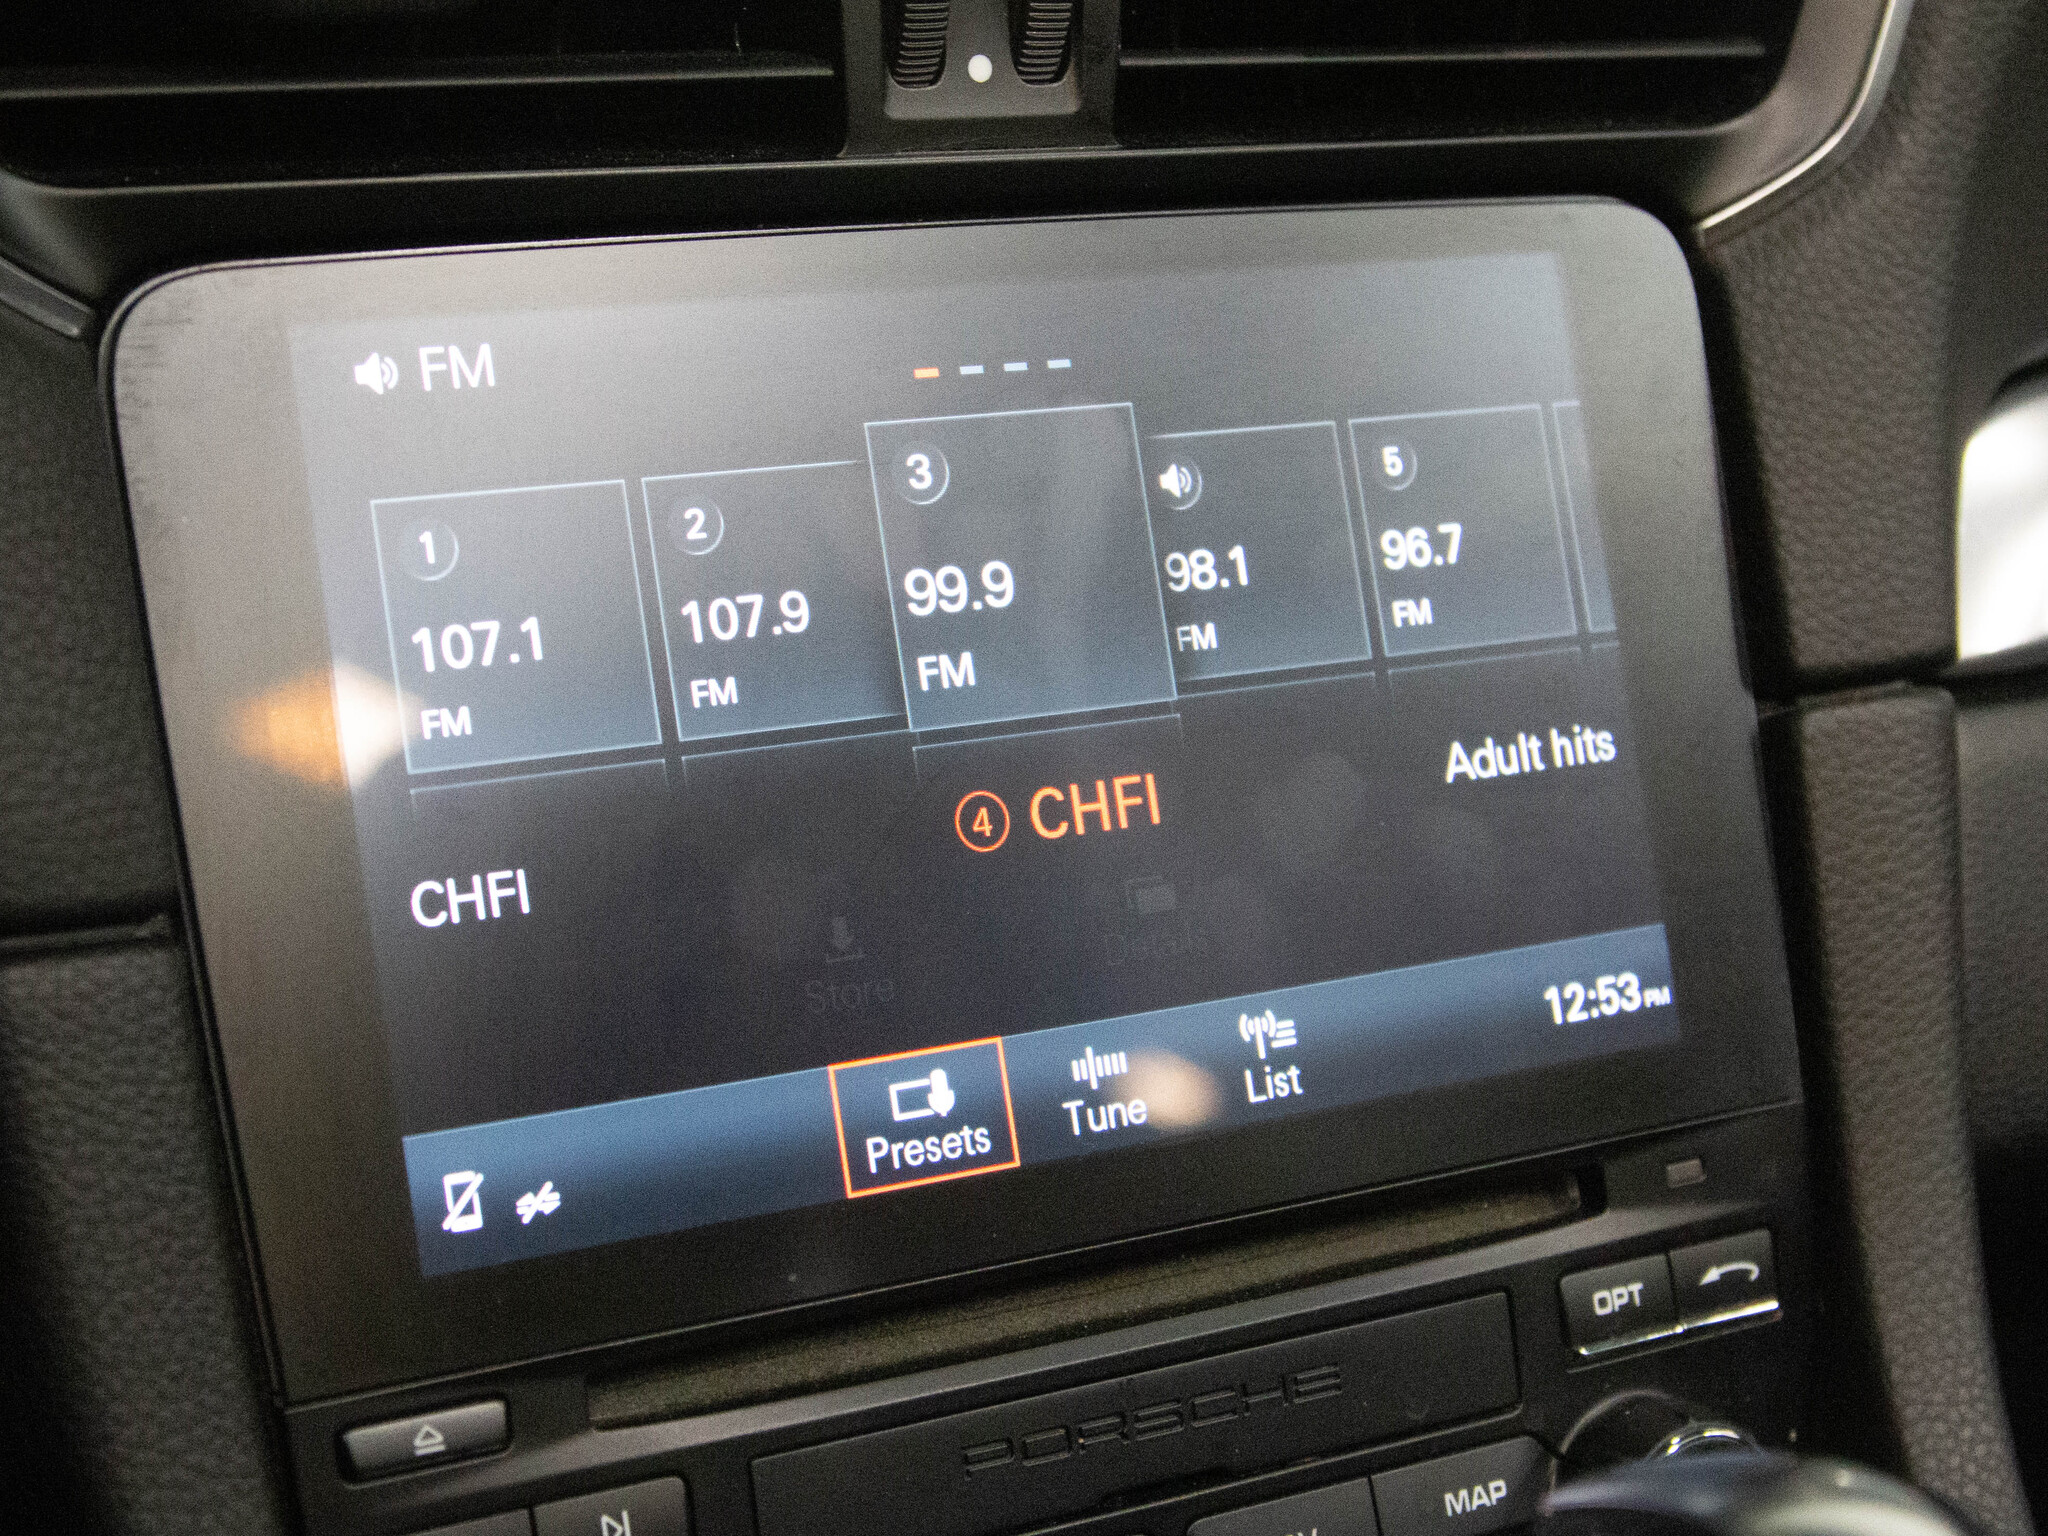 FM
1
107.1
FM
2
107.9
FM
3
99.9
FM
98.1
FM
5
96.7
FM
Adult hits
4 CHFI
CHFI
Store
Details
Presets
Tune
List
12:53PM
OPT
PORSCHE
MAP